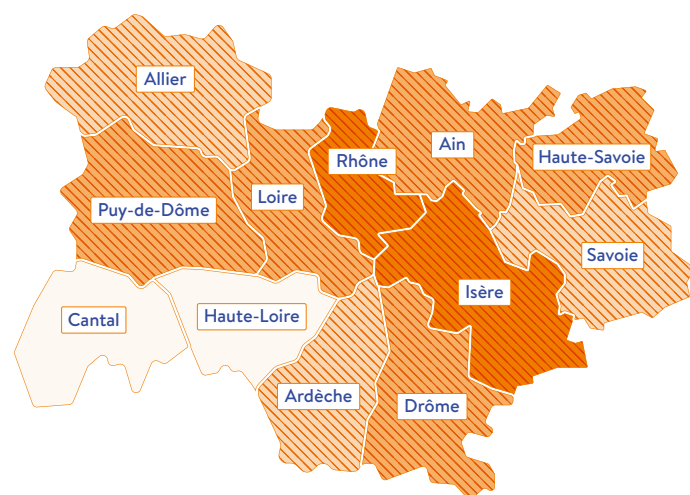 Allier
Ain
Rhône
Haute-Savoie
Loire
Puy-de-Dôme
Savoie
Isère
Haute-Loire
Cantal
Ardèche
Drôme